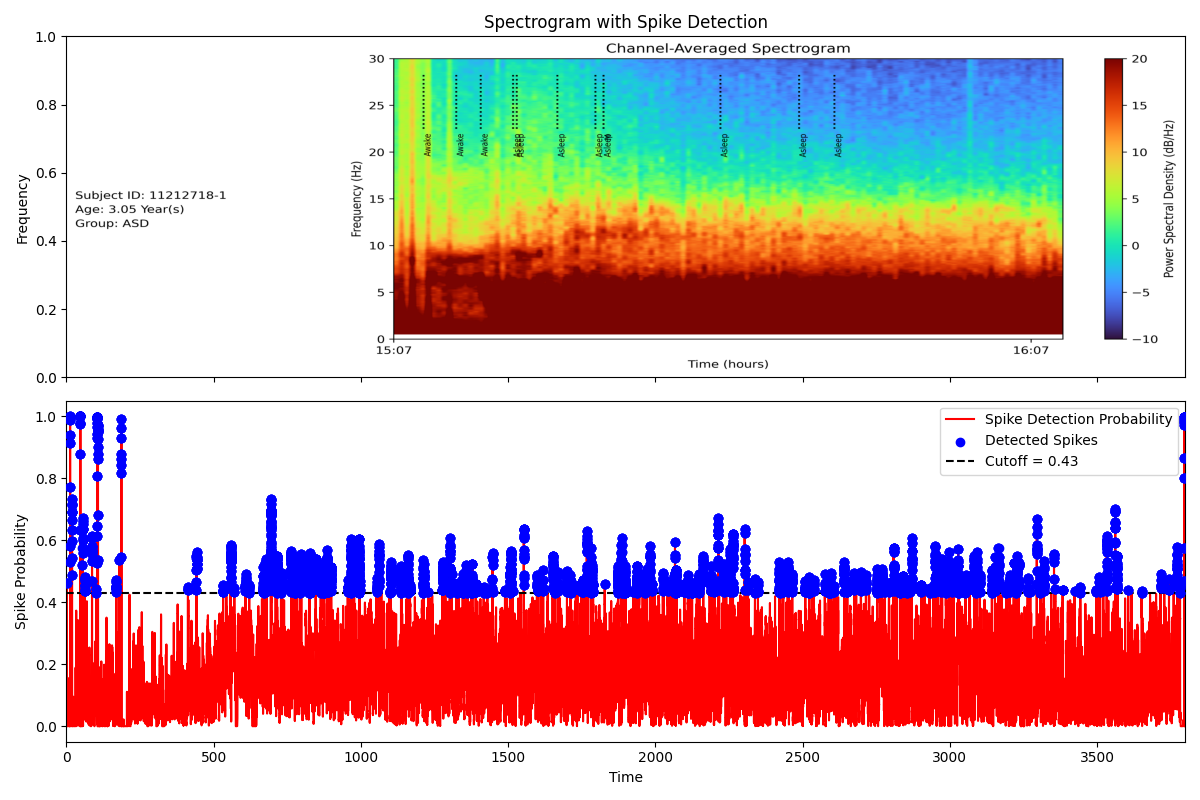 Spectrogram with Spike Detection
Channel-Averaged Spectrogram
1.0
0.8
0.6
0.4
0.2
0.0
Frequency
Subject ID: 11212718-1
Age: 3.05 Year(s)
Group: ASD
30
25
20
15
10
5
0
Frequency (Hz)
Awake
Awake
Awake
Asleep
Asleep
Asleep
Asleep
Asleep
Asleep
Asleep
Asleep
15:07
16:07
Time (hours)
20
15
10
5
0
−5
−10
Power Spectral Density (dB/Hz)
Spike Detection Probability
Detected Spikes
Cutoff = 0.43
1.0
0.8
0.6
0.4
0.2
0.0
Spike Probability
0
500
1000
1500
2000
2500
3000
3500
Time